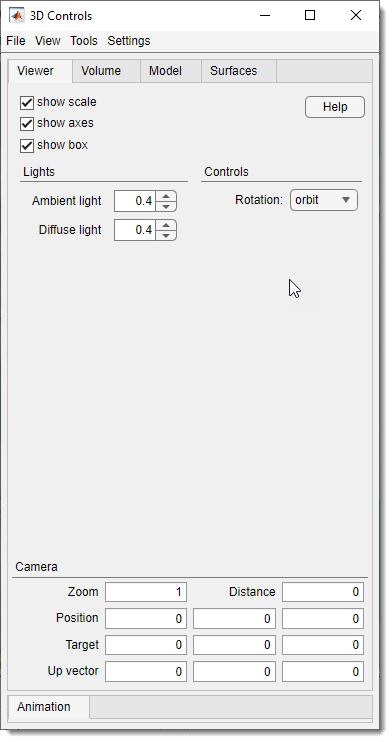 3D Controls
File View Tools Settings
Viewer Volume Model Surfaces
show scale
Help
show axes
show box
Lights Controls
Ambient light 0.4 Rotation: orbit
Diffuse light 0.4
Camera
Zoom 1 Distance 0
Position 0 0 0
Target 0 0 0
Up vector 0 0 0
Animation